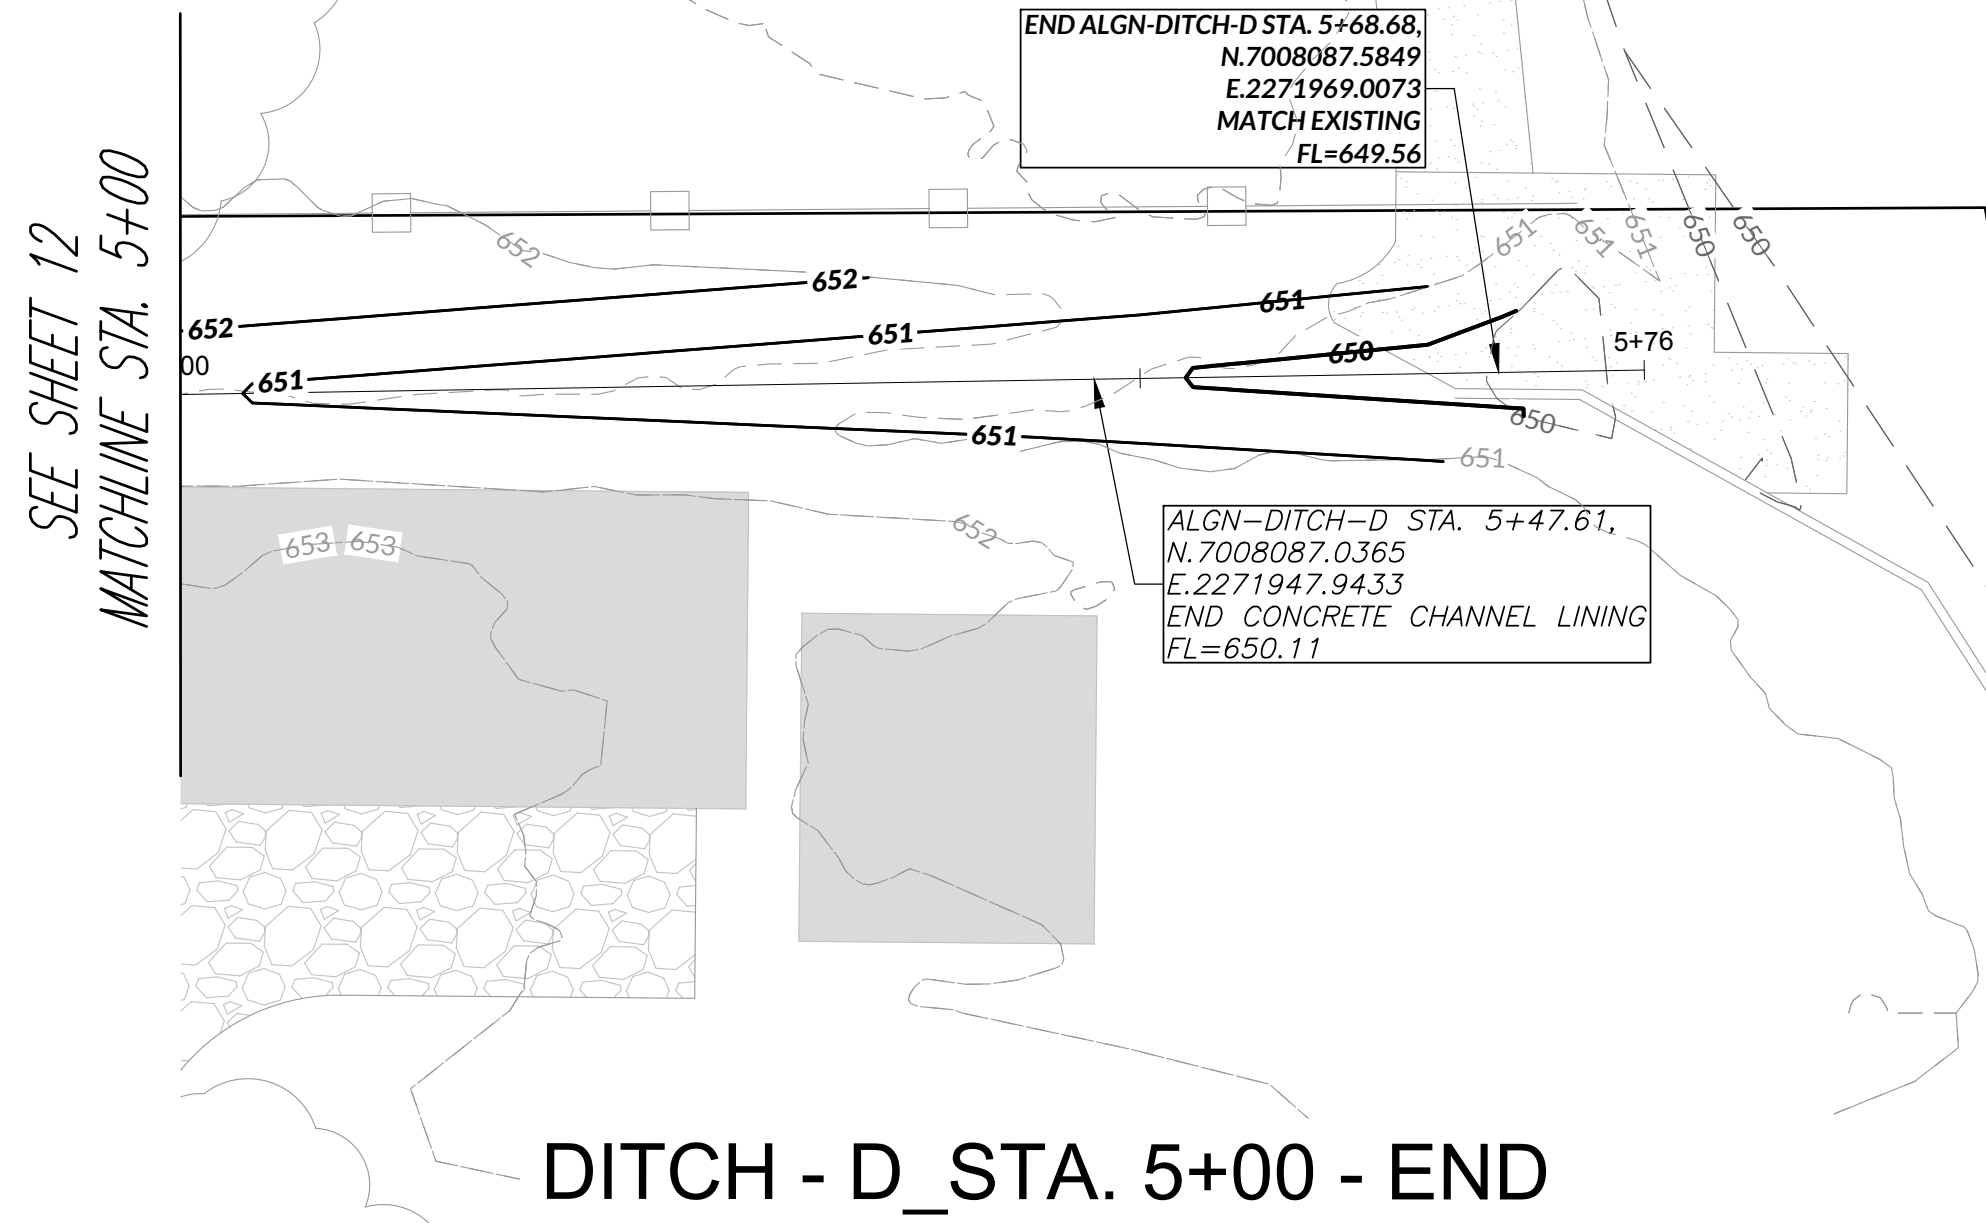 END ALGN-DITCH-D STA. 5+68.68,
N.7008087.5849
E.2271969.0073
MATCH EXISTING
FL=649.56
SEE SHEET 12
MATCHLINE STA. 5+00
652
651
651
651
650
650
652
652
651
651
650
5+76
00
651
650
651
651
652
653
653
ALGN-DITCH-D STA. 5+47.61,
N.7008087.0365
E.2271947.9433
END CONCRETE CHANNEL LINING
FL=650.11
DITCH - D_STA. 5+00 - END